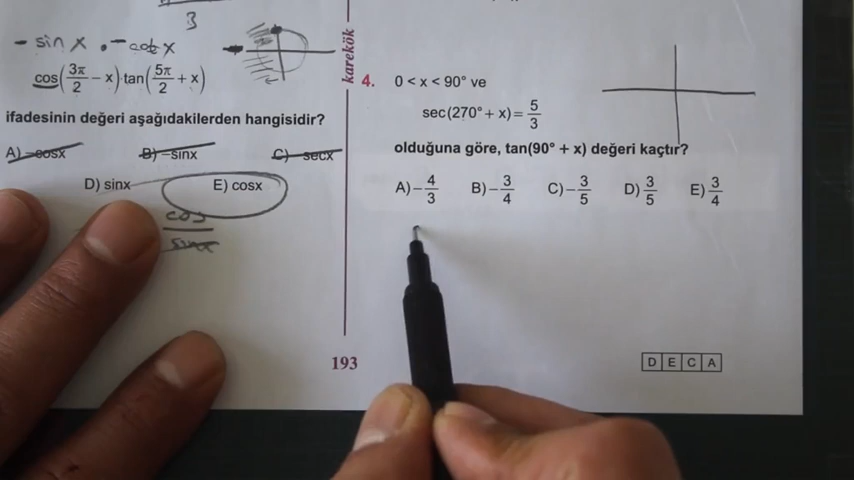 3
- sin x . - cot x
cos(3π/2 - x) tan(5π/2 + x)
ifadesinin değeri aşağıdakilerden hangisidir?
A) -cosx B) -sinx C) -secx
D) sinx E) cosx
cos
sinx
karekök
4. 0 < x < 90° ve
sec(270° + x) = 5/3
olduğuna göre, tan(90° + x) değeri kaçtır?
A) -4/3 B) -3/4 C) -3/5 D) 3/5 E) 3/4
193
D E C A